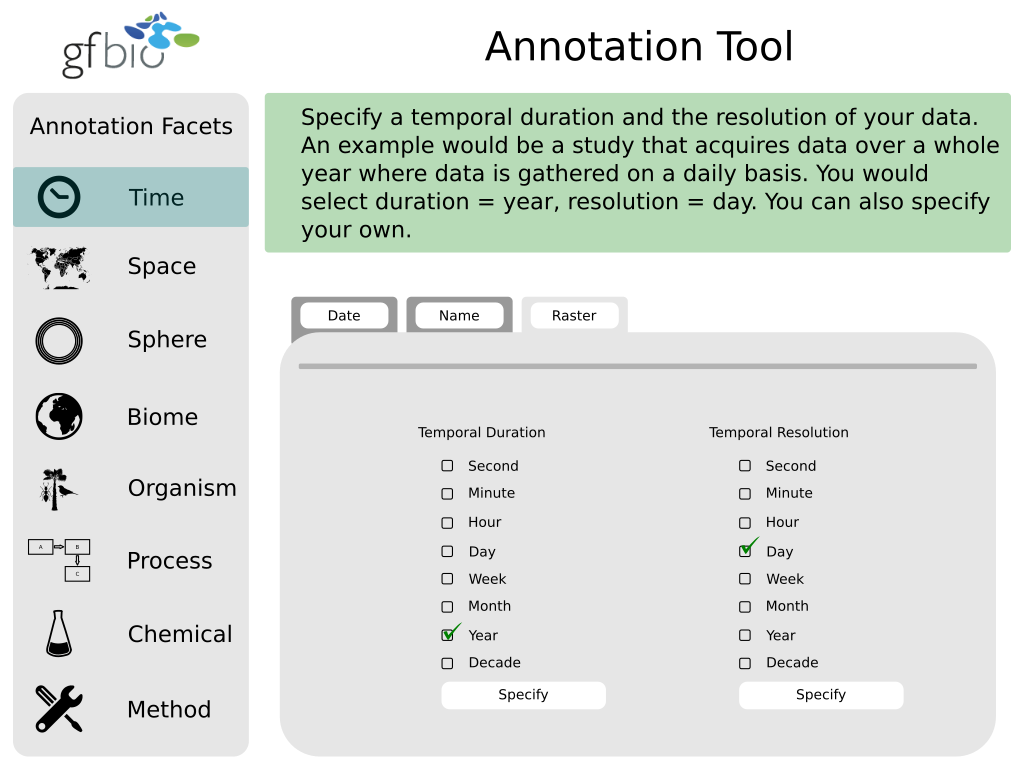 gfbio
Annotation Tool
Annotation Facets
Time
Space
Sphere
Biome
Organism
A
B
C
Process
Chemical
Method
Specify a temporal duration and the resolution of your data.
An example would be a study that acquires data over a whole
year where data is gathered on a daily basis. You would
select duration = year, resolution = day. You can also specify
your own.
Date
Name
Raster
Temporal Duration
Second
Minute
Hour
Day
Week
Month
Year
Decade
Specify
Temporal Resolution
Second
Minute
Hour
Day
Week
Month
Year
Decade
Specify